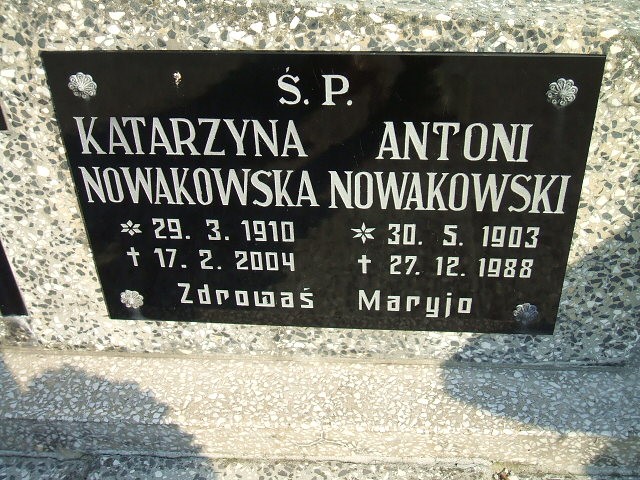 Ś. P.
KATARZYNA ANTONI
NOWAKOWSKA NOWAKOWSKI
* 29. 3. 1910 * 30. 5. 1903
† 17. 2. 2004 † 27. 12. 1988
Zdrowaś Maryjo